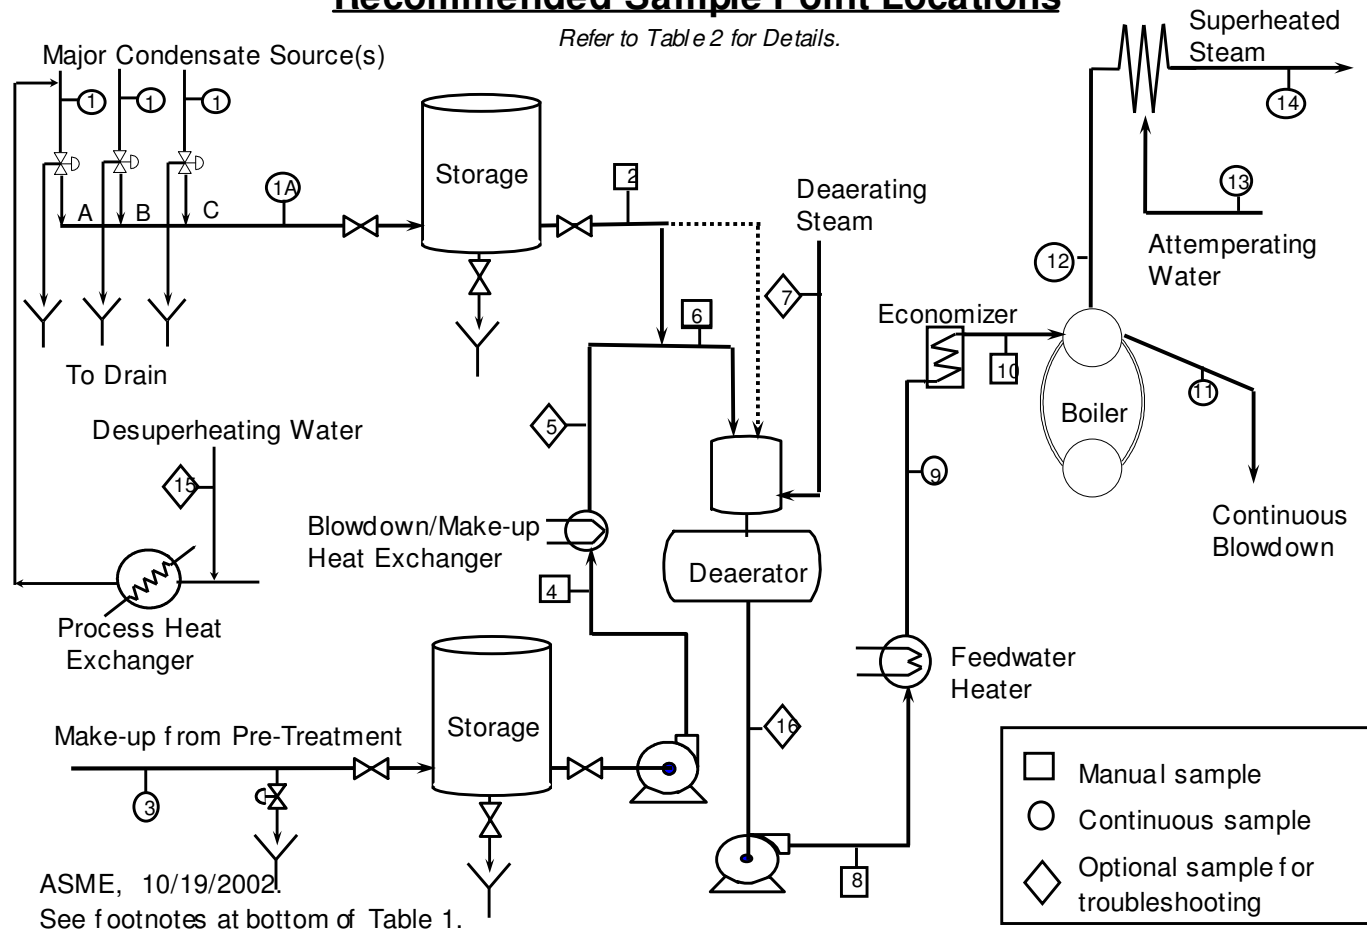 Recommended Sample Point Locations
Refer to Table 2 for Details.
Major Condensate Source(s)
1
1
1
A
B
C
1A
Storage
2
To Drain
Desuperheating Water
15
Process Heat
Exchanger
Deaerating
Steam
7
6
5
Blowdown/Make-up
Heat Exchanger
4
Deaerator
Make-up from Pre-Treatment
3
Storage
16
8
Feedwater
Heater
9
Economizer
10
Boiler
11
Continuous
Blowdown
12
Superheated
Steam
14
13
Attemperating
Water
Manual sample
Continuous sample
Optional sample for
troubleshooting
ASME, 10/19/2002.
See footnotes at bottom of Table 1.